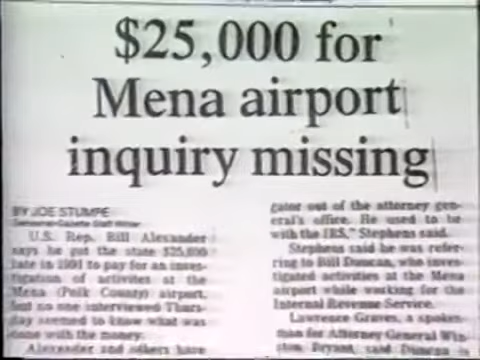 $25,000 for
Mena airport
inquiry missing
BY JOE STUMPE
Democrat-Gazette Staff Writer
U.S. Rep. Bill Alexander
says he got the state $25,000
late in 1991 to pay for an inves-
tigation of activities at the
Mena (Polk County) airport,
but no one interviewed Thurs-
day seemed to know what was
done with the money.
Alexander and others have
gator out of the attorney gen-
eral's office. He used to be
with the IRS," Stephens said.
Stephens said he was refer-
ring to Bill Duncan, who inves-
tigated activities at the Mena
airport while working for the
Internal Revenue Service.
Lawrence Graves, a spokes-
man for Attorney General Win-
ston Bryant, said Duncan is